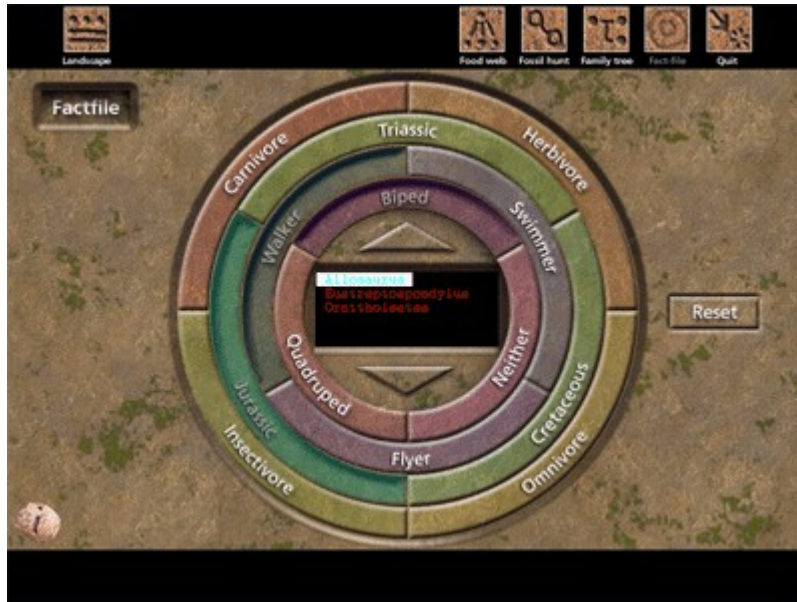 Landscape
Food web
Fossil hunt
Family tree
Fact-file
Quit
Factfile
Carnivore
Triassic
Herbivore
Walker
Biped
Swimmer
Allosaurus
Eustreptospondylus
Ornitholestes
Reset
Quadruped
Neither
Jurassic
Cretaceous
Insectivore
Flyer
Omnivore